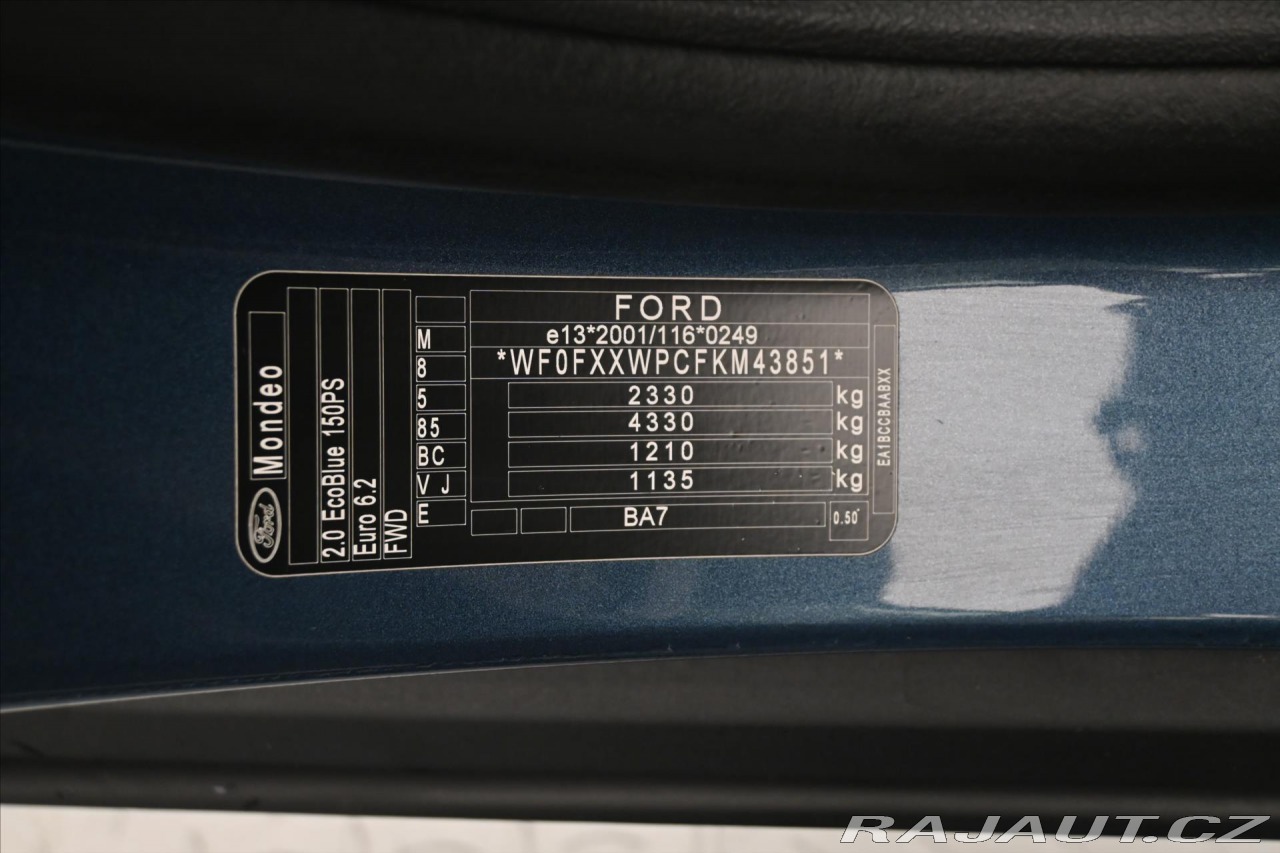 FORD
e13*2001/116*0249
*WF0FXXWPCFKM43851*
2330 kg
4330 kg
1210 kg
1135 kg
BA7
0.50
M
8
5
85
BC
V J
E
Ford
Mondeo
2.0 EcoBlue 150PS
Euro 6.2
FWD
EA1BCCBAABXX
RAJAUT.CZ